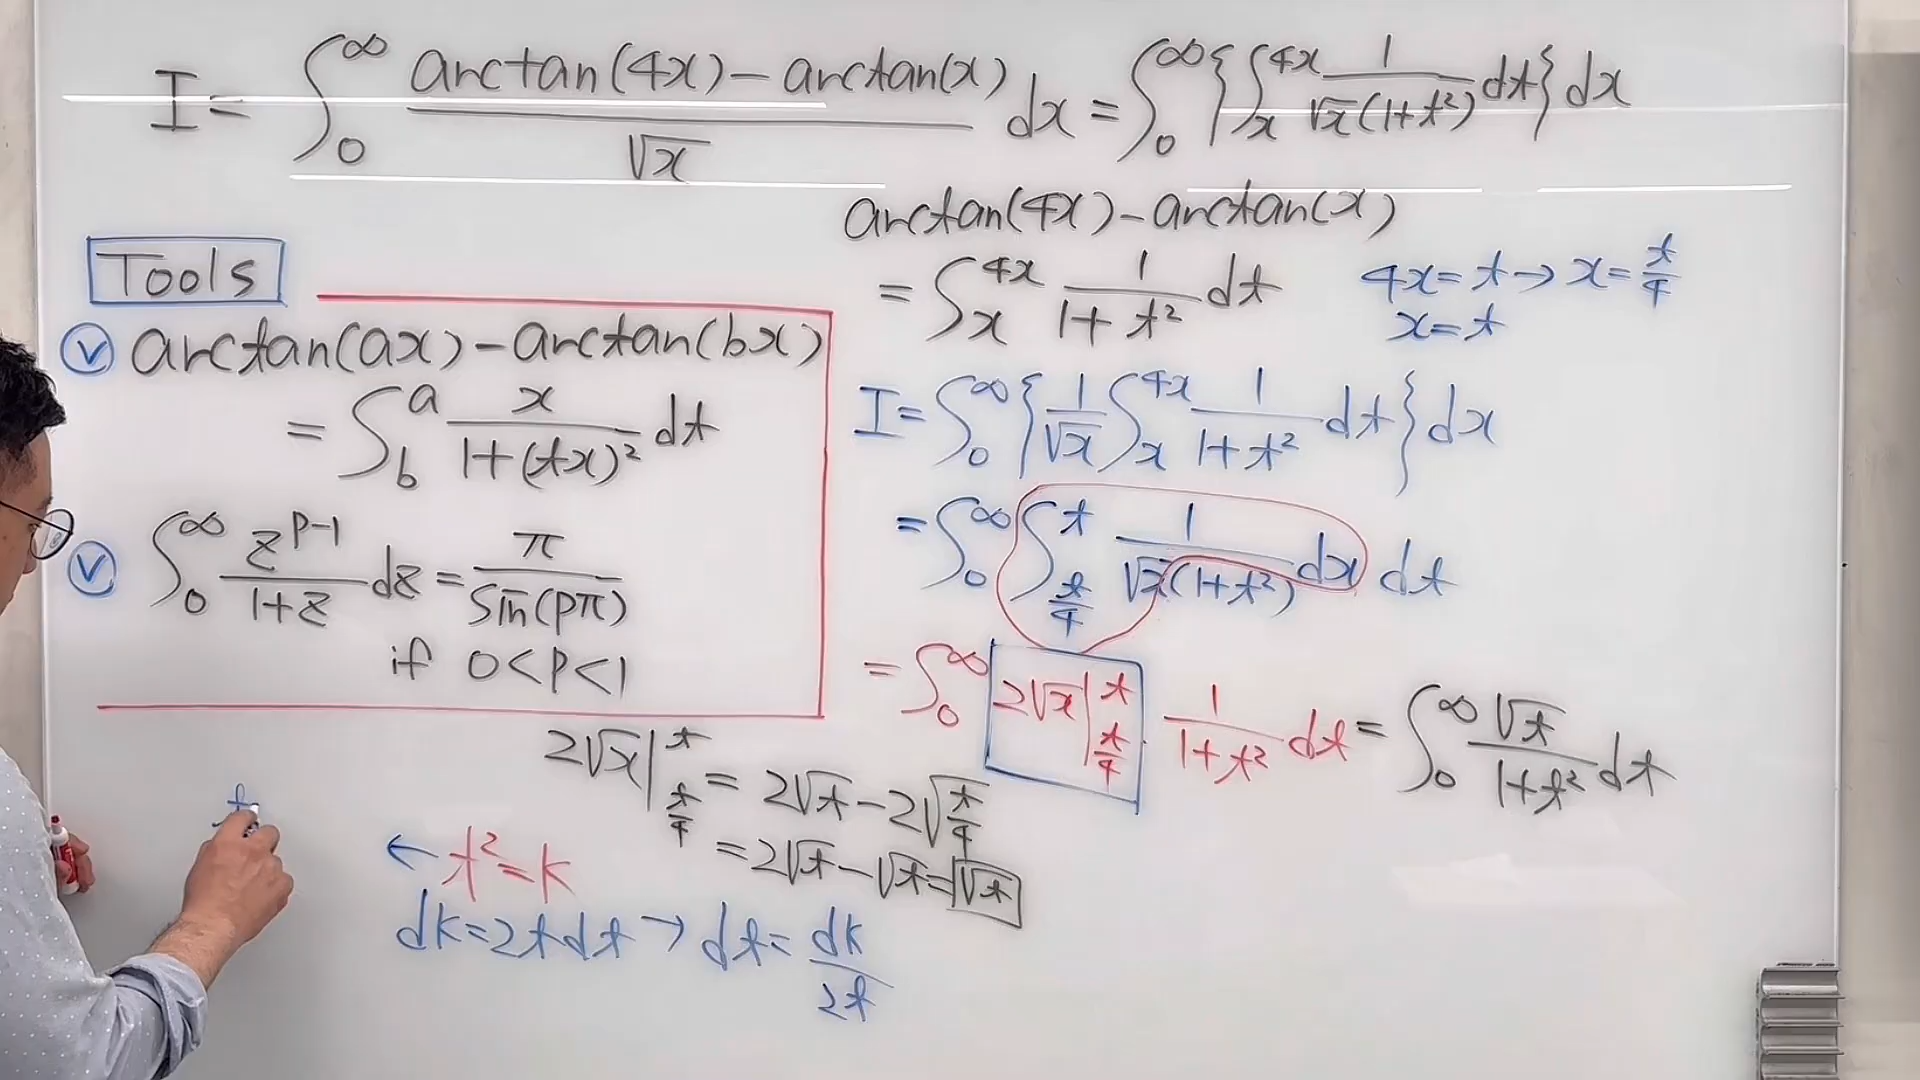 I = ∫₀^∞ (arctan(4x) − arctan(x))/√x dx = ∫₀^∞ { ∫ₓ^4x 1/(√x(1+t²)) dt } dx
Tools
ⓥ arctan(ax) − arctan(bx)
= ∫_b^a x/(1+(tx)²) dt
ⓥ ∫₀^∞ z^(p−1)/(1+z) dz = π/Sin(pπ)
if 0<p<1
arctan(4x) − arctan(x)
= ∫ₓ^4x 1/(1+t²) dt
4x = t → x = t/4
x = t
I = ∫₀^∞ { 1/√x ∫ₓ^4x 1/(1+t²) dt } dx
= ∫₀^∞ ∫_(t/4)^t 1/(√x(1+t²)) dx dt
= ∫₀^∞ 2√x |_(t/4)^t · 1/(1+t²) dt = ∫₀^∞ √t/(1+t²) dt
2√x |_(t/4)^t = 2√t − 2√(t/4)
= 2√t − √t = √t
← t² = k
dk = 2t dt → dt = dk/2t
t